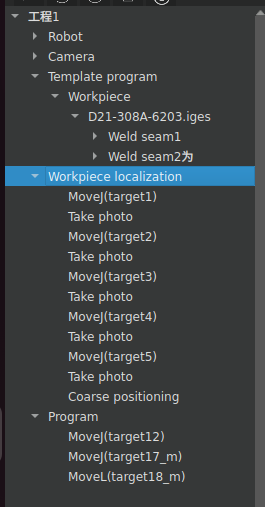 工程1
Robot
Camera
Template program
Workpiece
D21-308A-6203.iges
Weld seam1
Weld seam2为
Workpiece localization
MoveJ(target1)
Take photo
MoveJ(target2)
Take photo
MoveJ(target3)
Take photo
MoveJ(target4)
Take photo
MoveJ(target5)
Take photo
Coarse positioning
Program
MoveJ(target12)
MoveJ(target17_m)
MoveL(target18_m)